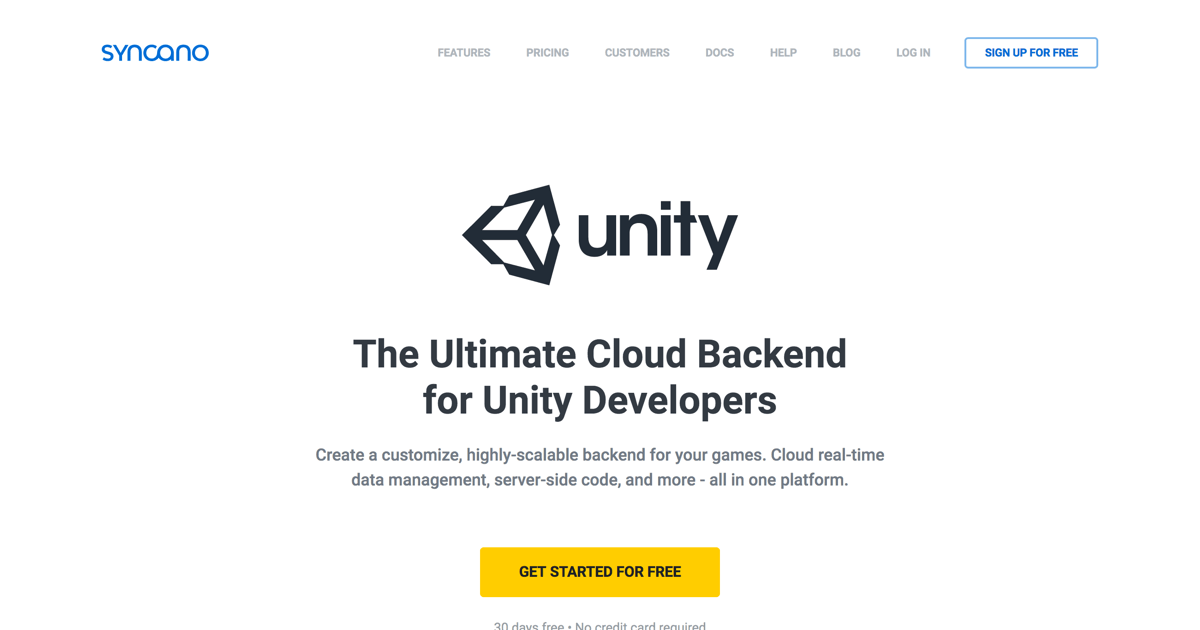 SYNCANO
FEATURES PRICING CUSTOMERS DOCS HELP BLOG LOG IN SIGN UP FOR FREE
unity
The Ultimate Cloud Backend
for Unity Developers
Create a customize, highly-scalable backend for your games. Cloud real-time
data management, server-side code, and more - all in one platform.
GET STARTED FOR FREE
30 days free • No credit card required